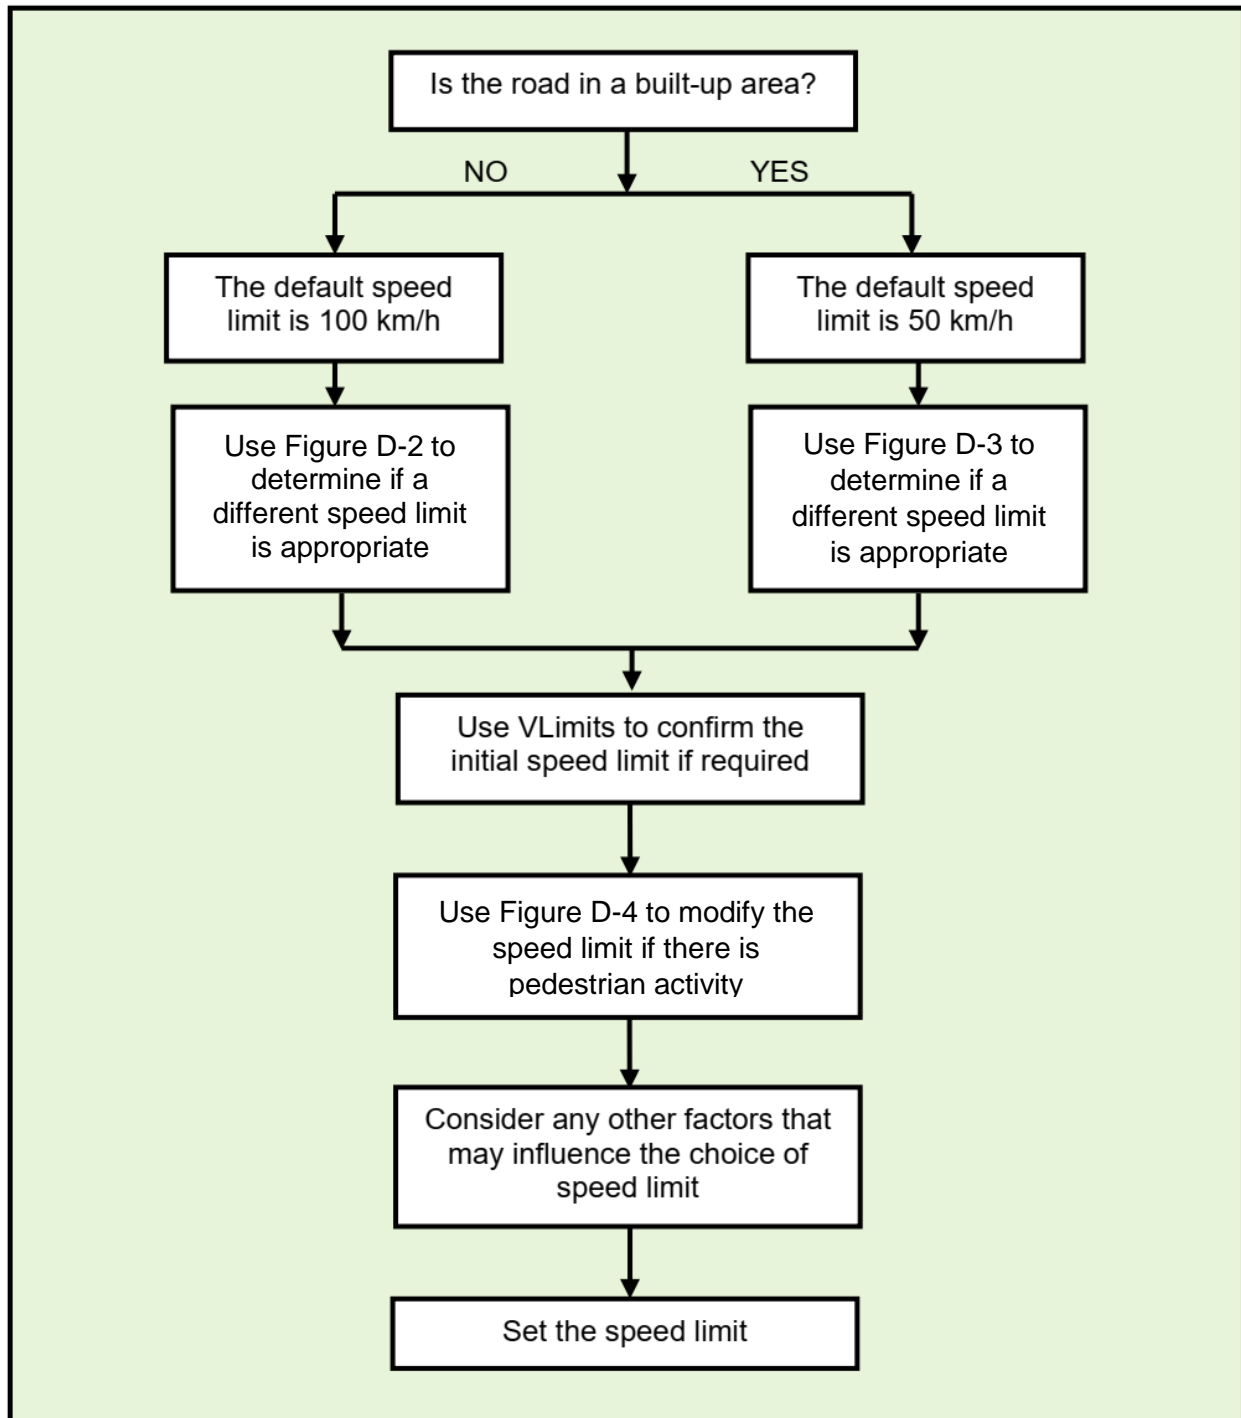 Is the road in a built-up area?
NO
YES
The default speed
limit is 100 km/h
The default speed
limit is 50 km/h
Use Figure D-2 to
determine if a
different speed limit
is appropriate
Use Figure D-3 to
determine if a
different speed limit
is appropriate
Use VLimits to confirm the
initial speed limit if required
Use Figure D-4 to modify the
speed limit if there is
pedestrian activity
Consider any other factors that
may influence the choice of
speed limit
Set the speed limit